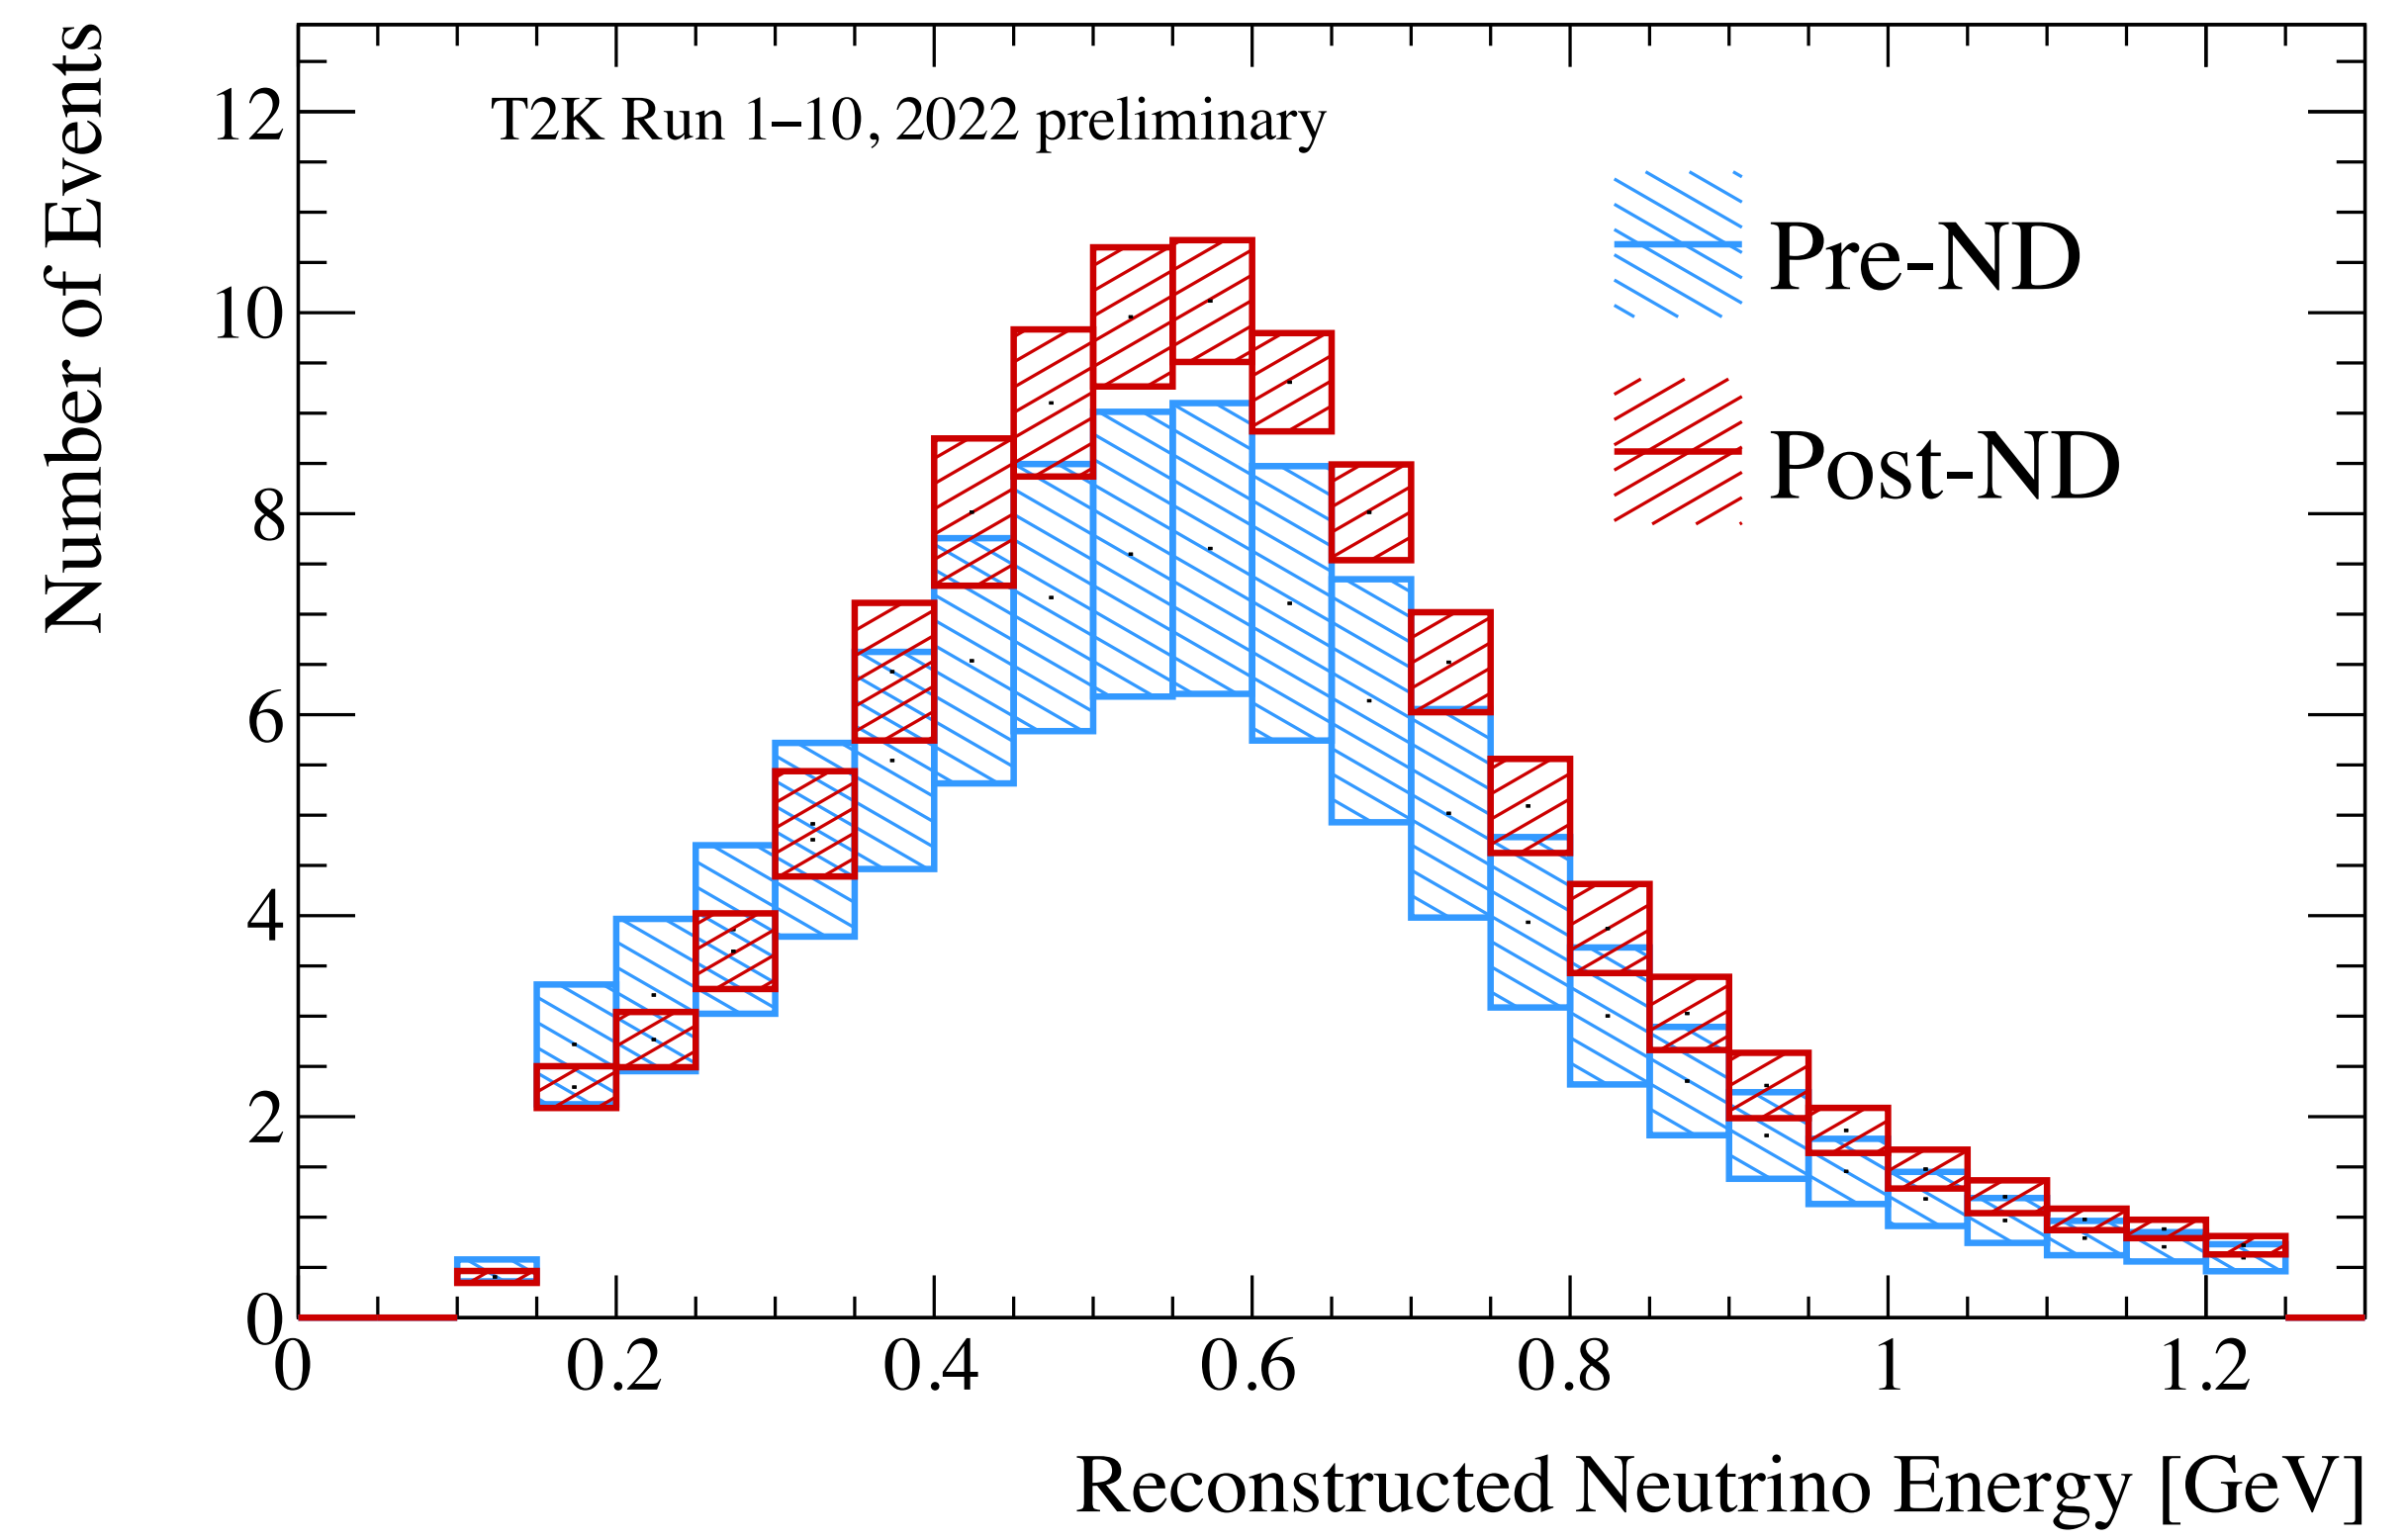 Number of Events
12
10
8
6
4
2
0
T2K Run 1–10, 2022 preliminary
Pre-ND
Post-ND
0 0.2 0.4 0.6 0.8 1 1.2
Reconstructed Neutrino Energy [GeV]